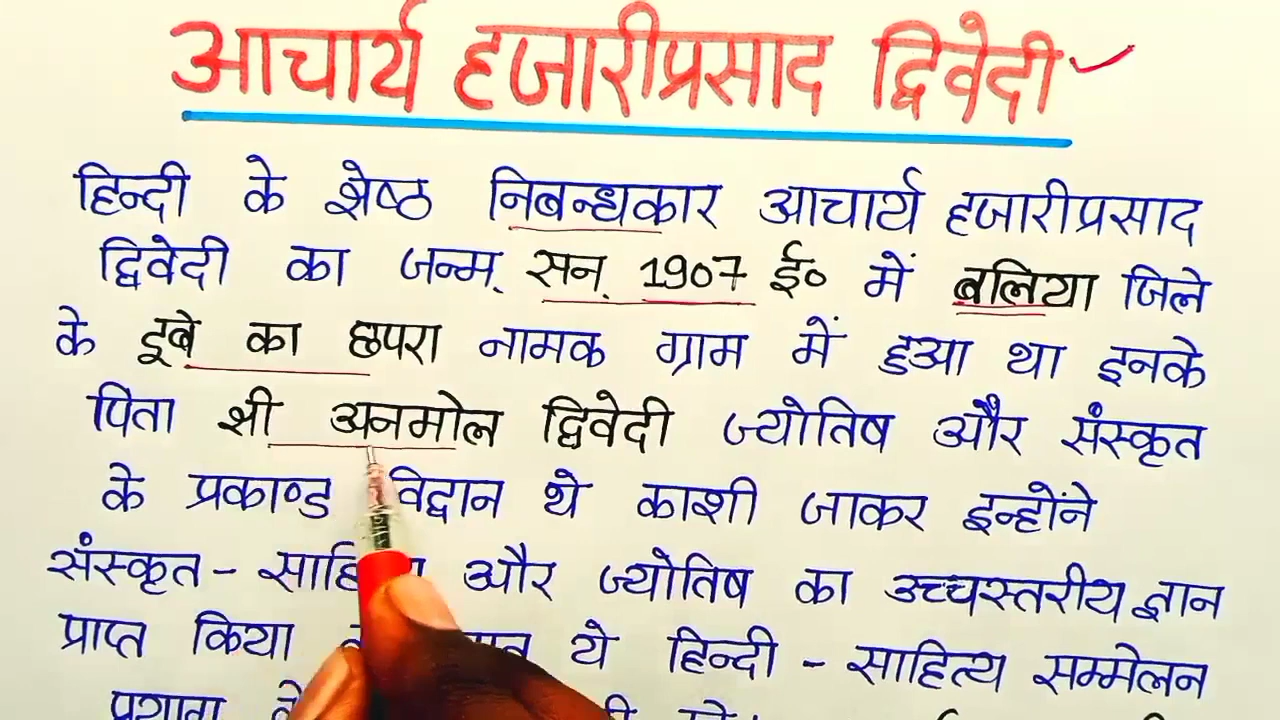 आचार्य हजारीप्रसाद द्विवेदी
हिन्दी के श्रेष्ठ निबन्धकार आचार्य हजारीप्रसाद
द्विवेदी का जन्म् सन् 1907 ई० में बलिया जिले
के दूबे का छपरा नामक ग्राम में हुआ था इनके
पिता श्री अनमोल द्विवेदी ज्योतिष और संस्कृत
के प्रकाण्ड विद्वान थे काशी जाकर इन्होंने
संस्कृत - और ज्योतिष का उच्चस्तरीय ज्ञान
प्राप्त किया ये हिन्दी - साहित्य सम्मेलन